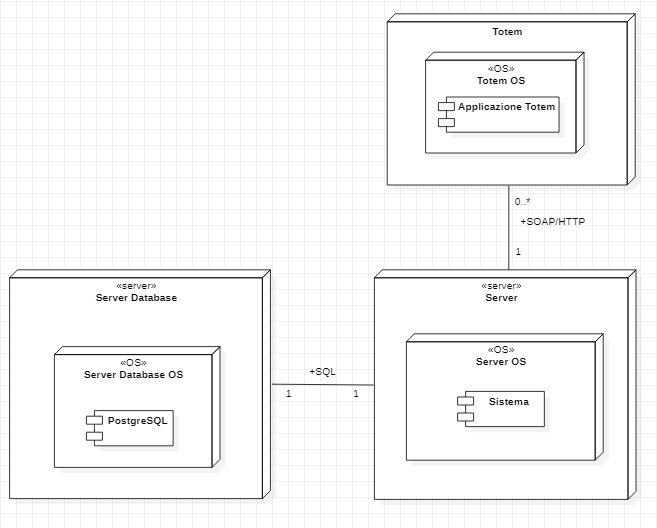 Totem
«OS»
Totem OS
Applicazione Totem
0..*
+SOAP/HTTP
1
«server»
Server Database
«OS»
Server Database OS
PostgreSQL
+SQL
1
1
«server»
Server
«OS»
Server OS
Sistema